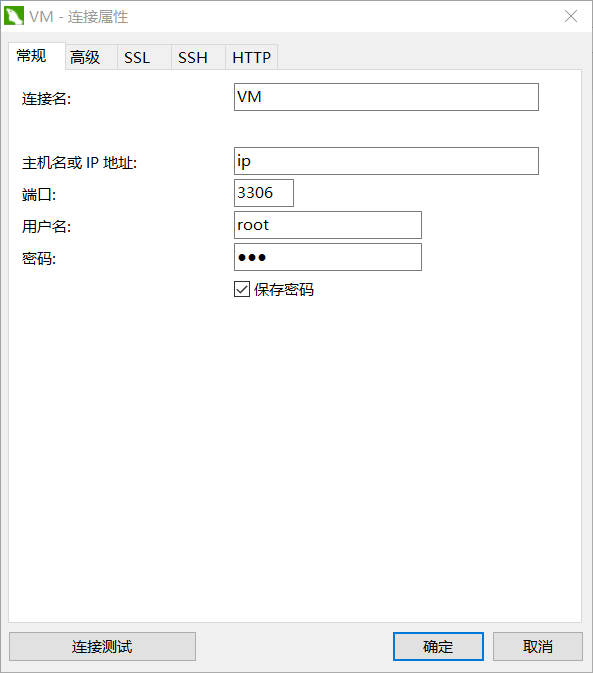 VM - 连接属性
常规 高级 SSL SSH HTTP
连接名: VM
主机名或 IP 地址: ip
端口: 3306
用户名: root
密码: ●●●
保存密码
连接测试 确定 取消